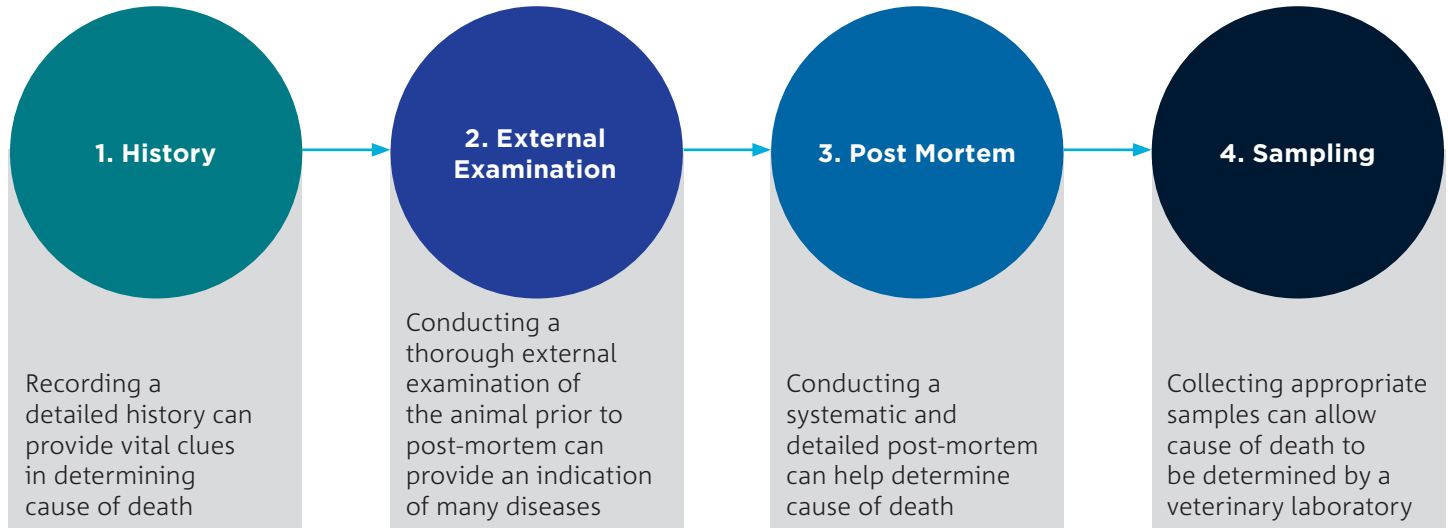 1. History
Recording a
detailed history can
provide vital clues
in determining
cause of death
2. External
Examination
Conducting a
thorough external
examination of
the animal prior to
post-mortem can
provide an indication
of many diseases
3. Post Mortem
Conducting a
systematic and
detailed post-mortem
can help determine
cause of death
4. Sampling
Collecting appropriate
samples can allow
cause of death to
be determined by a
veterinary laboratory